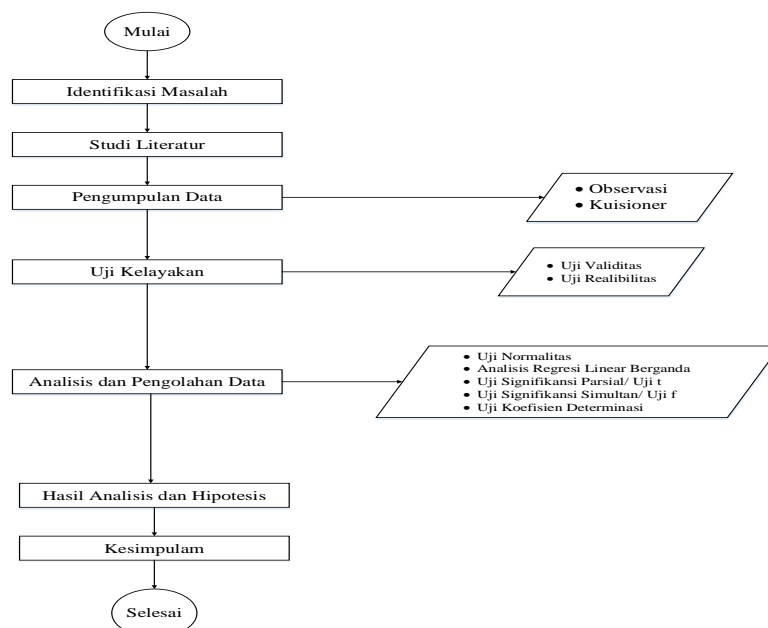 Mulai
Identifikasi Masalah
Studi Literatur
Pengumpulan Data
• Observasi
• Kuisioner
Uji Kelayakan
• Uji Validitas
• Uji Realibilitas
Analisis dan Pengolahan Data
• Uji Normalitas
• Analisis Regresi Linear Berganda
• Uji Signifikansi Parsial/ Uji t
• Uji Signifikansi Simultan/ Uji f
• Uji Koefisien Determinasi
Hasil Analisis dan Hipotesis
Kesimpulam
Selesai